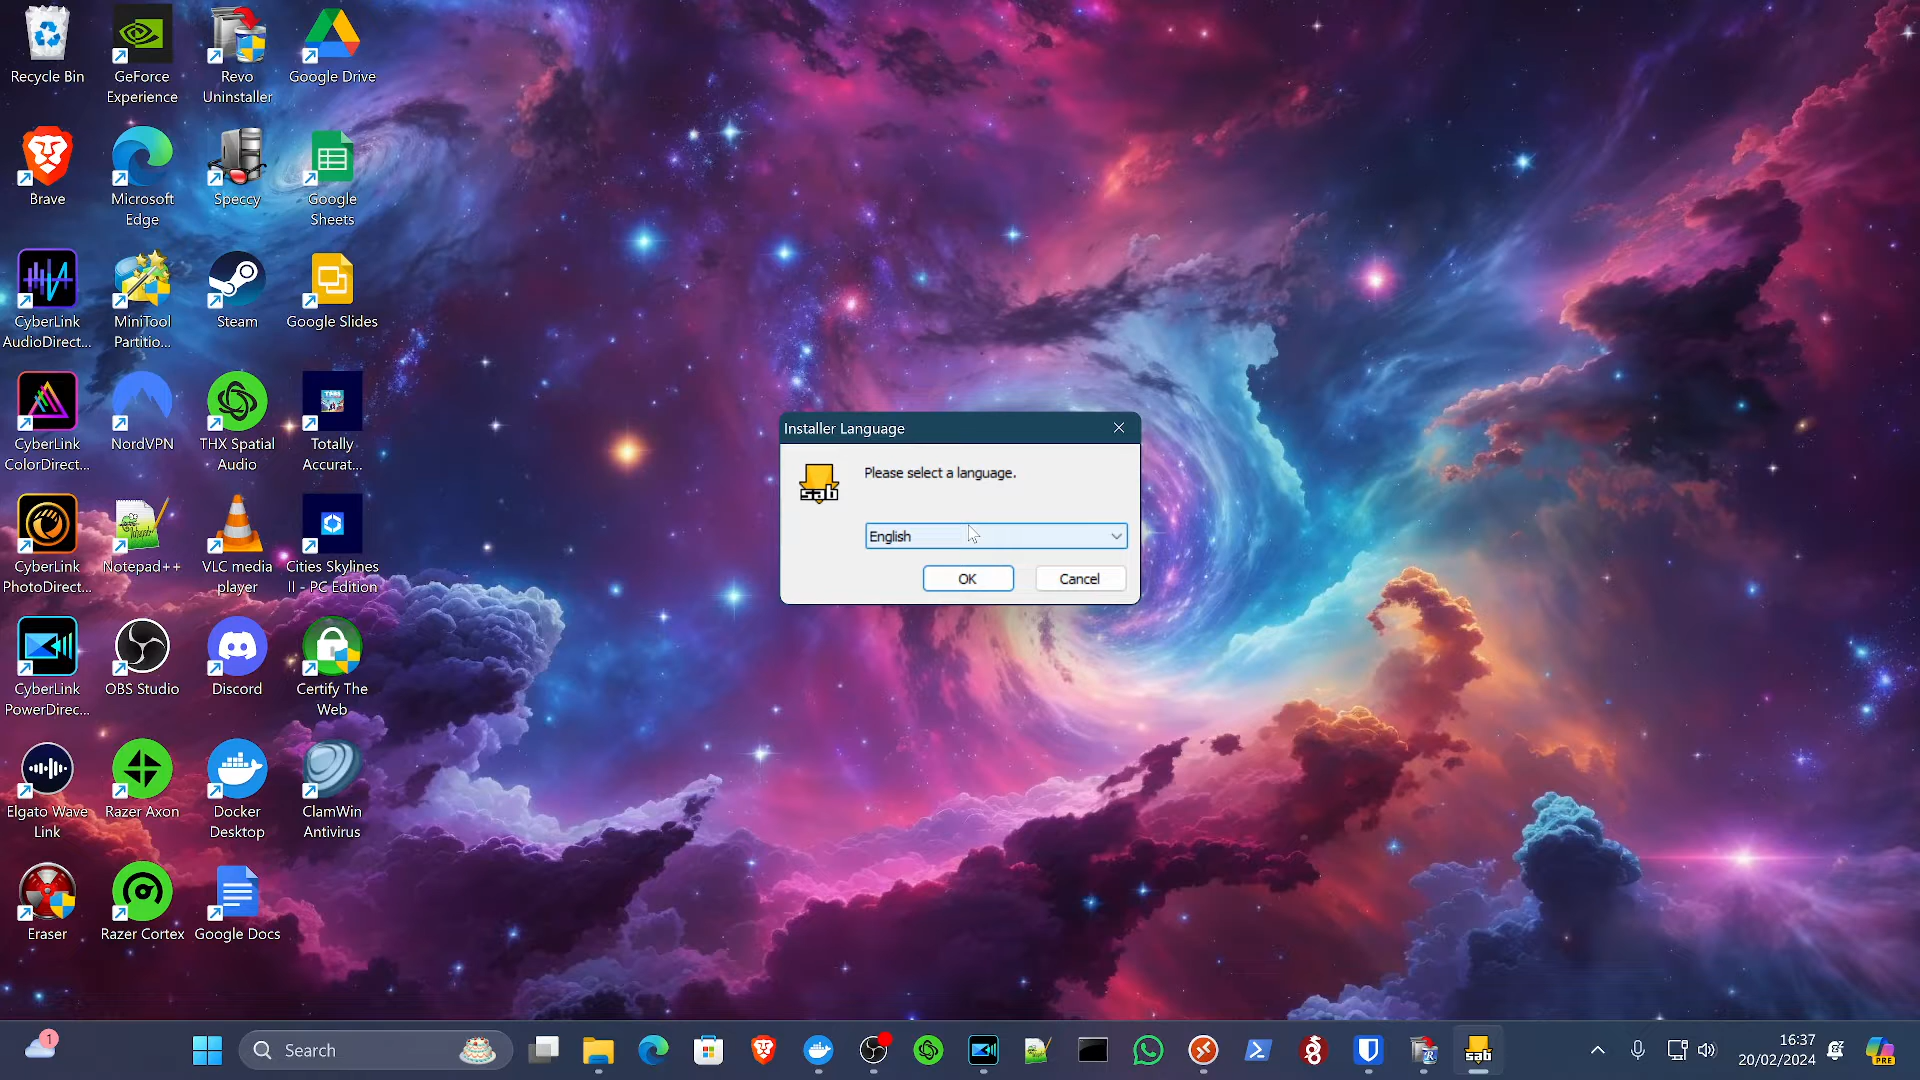 Recycle Bin
GeForce
Experience
Revo
Uninstaller
Google Drive
Brave
Microsoft
Edge
Speccy
Google
Sheets
CyberLink
AudioDirect...
MiniTool
Partitio...
Steam
Google Slides
CyberLink
ColorDirect...
NordVPN
THX Spatial
Audio
Totally
Accurat...
CyberLink
PhotoDirect...
Notepad++
VLC media
player
Cities Skylines
II - PC Edition
CyberLink
PowerDirec...
OBS Studio
Discord
Certify The
Web
Elgato Wave
Link
Razer Axon
Docker
Desktop
ClamWin
Antivirus
Eraser
Razer Cortex
Google Docs
Installer Language
sab
Please select a language.
English
OK
Cancel
1
Search
sab
16:37
20/02/2024
PRE